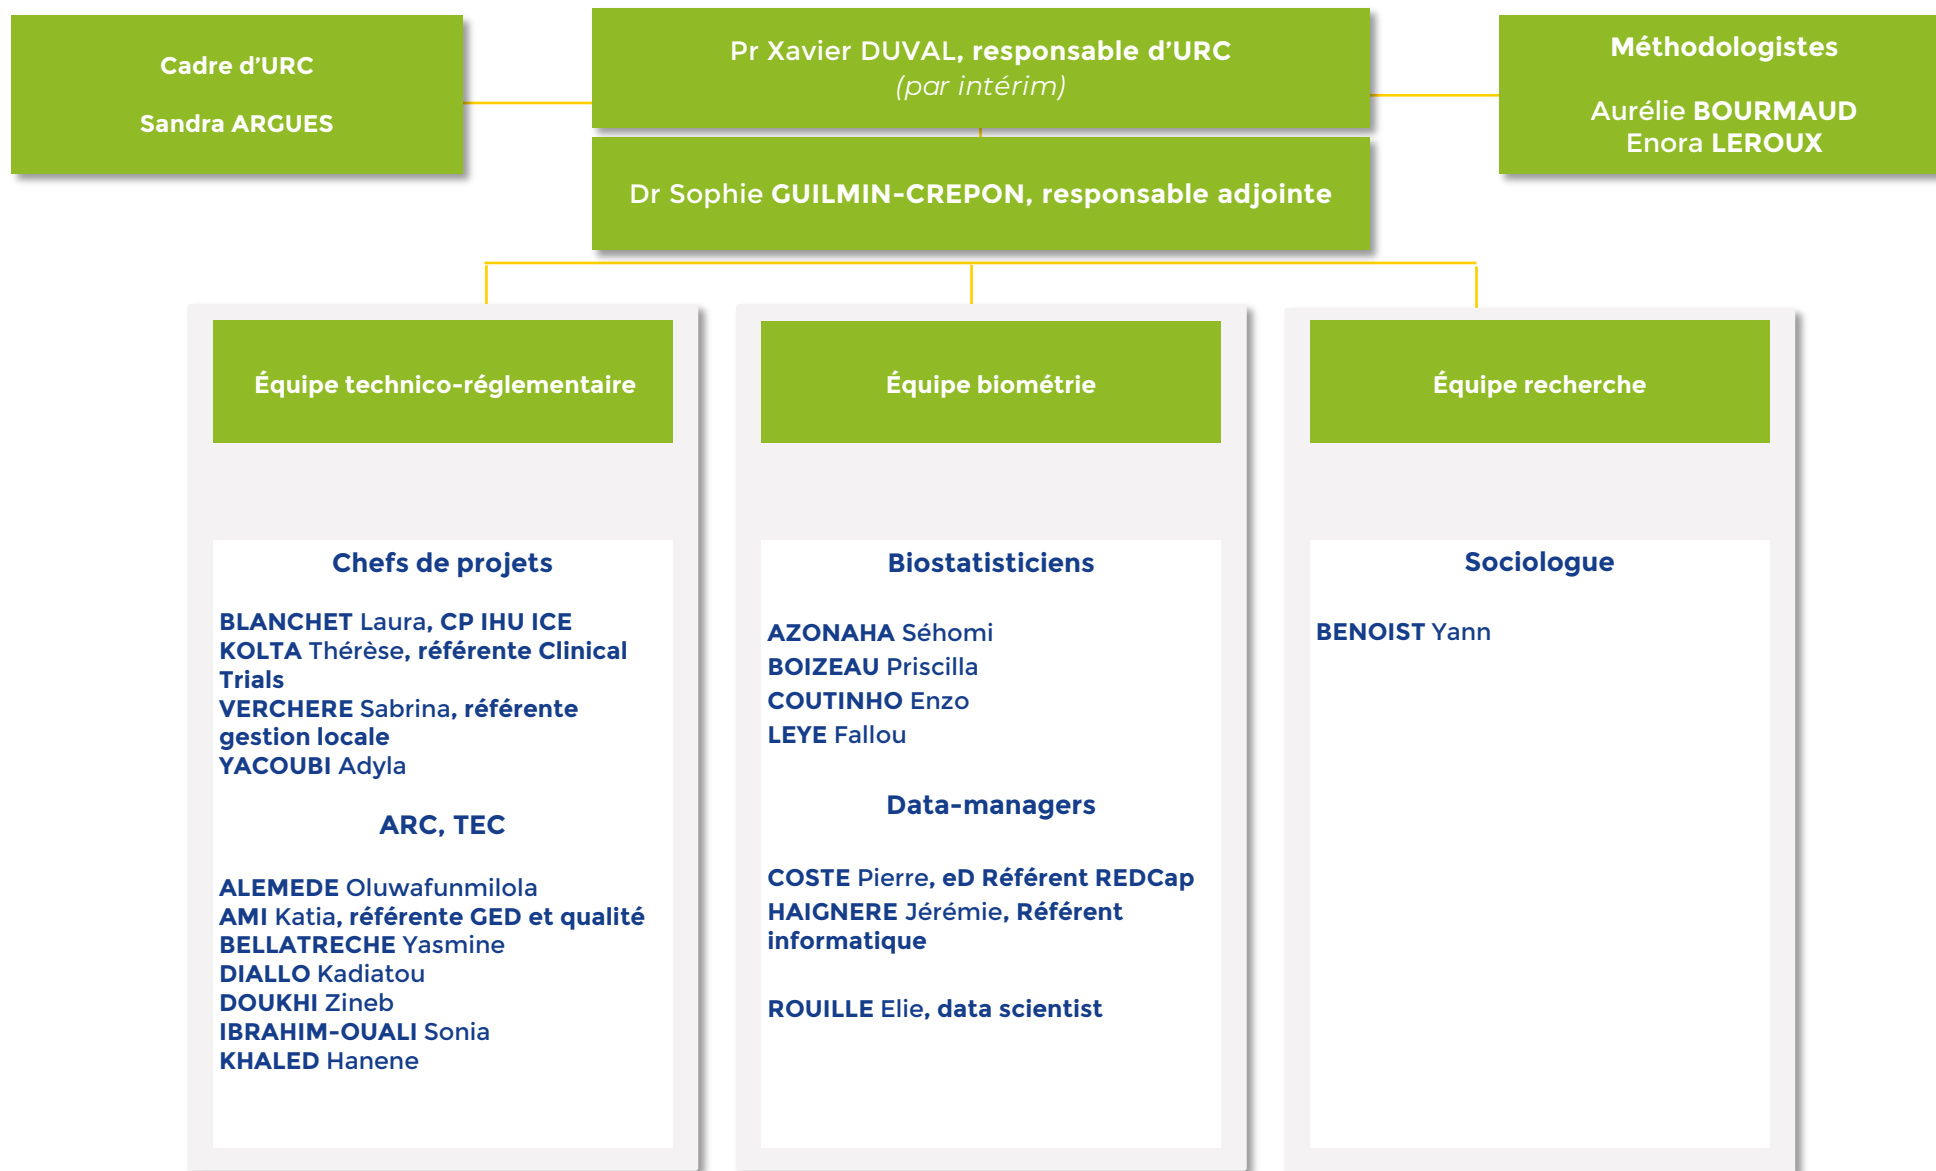 Cadre d'URC
Sandra ARGUES
Pr Xavier DUVAL, responsable d'URC
(par intérim)
Méthodologistes
Aurélie BOURMAUD
Enora LEROUX
Dr Sophie GUILMIN-CREPON, responsable adjointe
Équipe technico-réglementaire
Chefs de projets
BLANCHET Laura, CP IHU ICE
KOLTA Thérèse, référente Clinical
Trials
VERCHERE Sabrina, référente
gestion locale
YACOUBI Adyla
ARC, TEC
ALEMEDE Oluwafunmilola
AMI Katia, référente GED et qualité
BELLATRECHE Yasmine
DIALLO Kadiatou
DOUKHI Zineb
IBRAHIM-OUALI Sonia
KHALED Hanene
Équipe biométrie
Biostatisticiens
AZONAHA Séhomi
BOIZEAU Priscilla
COUTINHO Enzo
LEYE Fallou
Data-managers
COSTE Pierre, eD Référent REDCap
HAIGNERE Jérémie, Référent
informatique
ROUILLE Elie, data scientist
Équipe recherche
Sociologue
BENOIST Yann